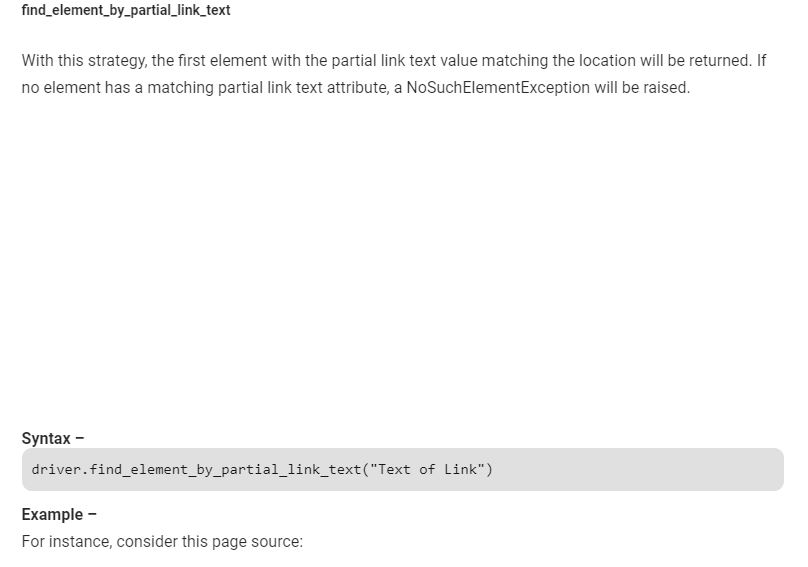 find_element_by_partial_link_text
With this strategy, the first element with the partial link text value matching the location will be returned. If
no element has a matching partial link text attribute, a NoSuchElementException will be raised.
Syntax –
driver.find_element_by_partial_link_text("Text of Link")
Example –
For instance, consider this page source: